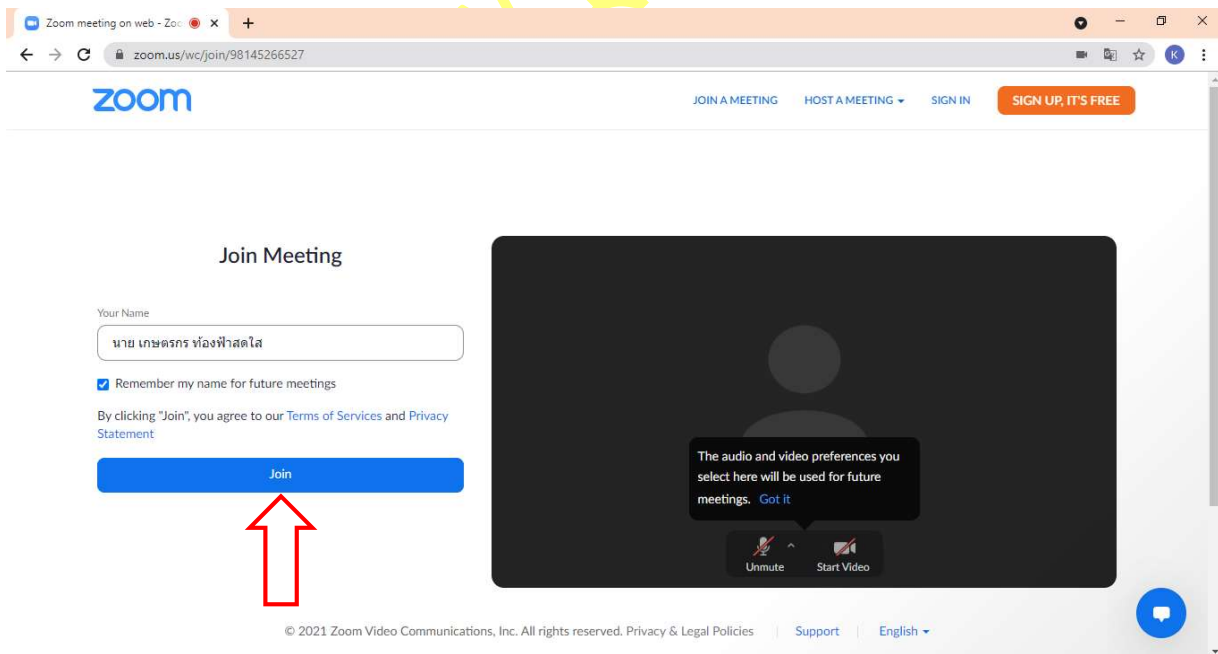 Zoom meeting on web - Zoo
zoom.us/wc/join/98145266527
K
zoom
JOIN A MEETING
HOST A MEETING
SIGN IN
SIGN UP, IT'S FREE
Join Meeting
Your Name
นาย เกษตรกร ท้องฟ้าสดใส
Remember my name for future meetings
By clicking "Join", you agree to our Terms of Services and Privacy
Statement
Join
The audio and video preferences you
select here will be used for future
meetings. Got it
Unmute
Start Video
© 2021 Zoom Video Communications, Inc. All rights reserved. Privacy & Legal Policies
Support
English